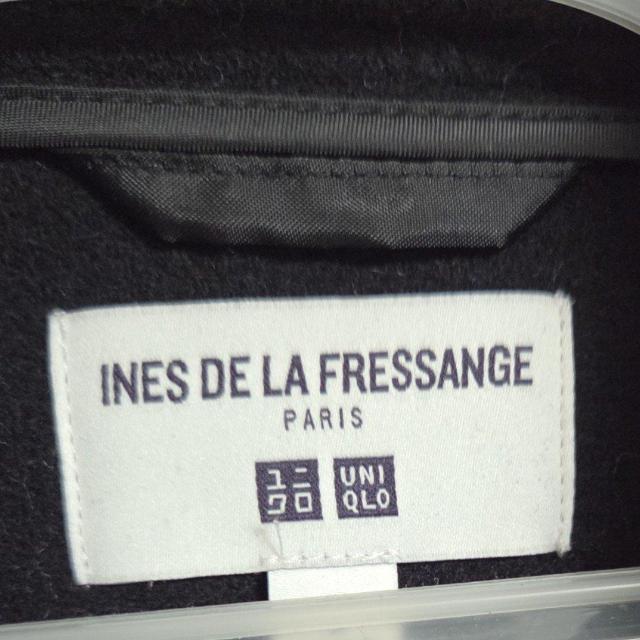 INES DE LA FRESSANGE
PARIS
ユニ UNI
クロ QLO